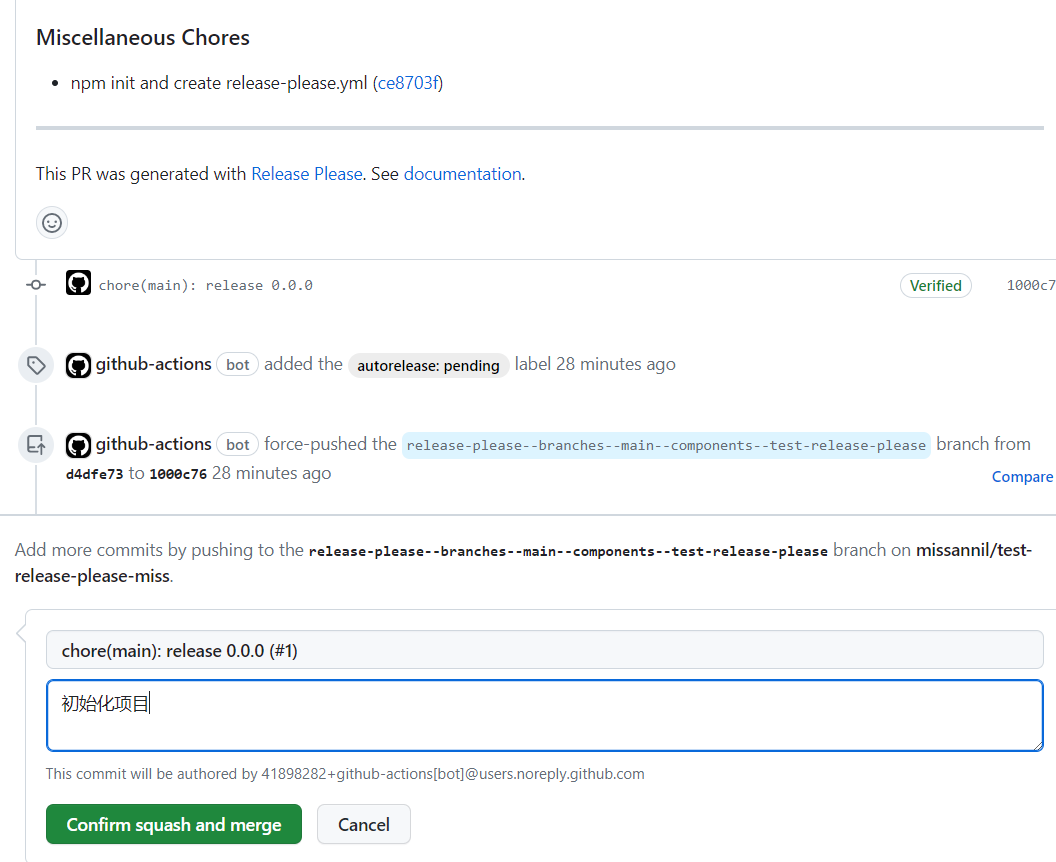 Miscellaneous Chores
npm init and create release-please.yml (ce8703f)
This PR was generated with Release Please. See documentation.
chore(main): release 0.0.0
Verified
1000c7
github-actions bot added the autorelease: pending label 28 minutes ago
github-actions bot force-pushed the release-please--branches--main--components--test-release-please branch from
d4dfe73 to 1000c76 28 minutes ago
Compare
Add more commits by pushing to the release-please--branches--main--components--test-release-please branch on missannil/test-
release-please-miss.
chore(main): release 0.0.0 (#1)
初始化项目
This commit will be authored by 41898282+github-actions[bot]@users.noreply.github.com
Confirm squash and merge
Cancel